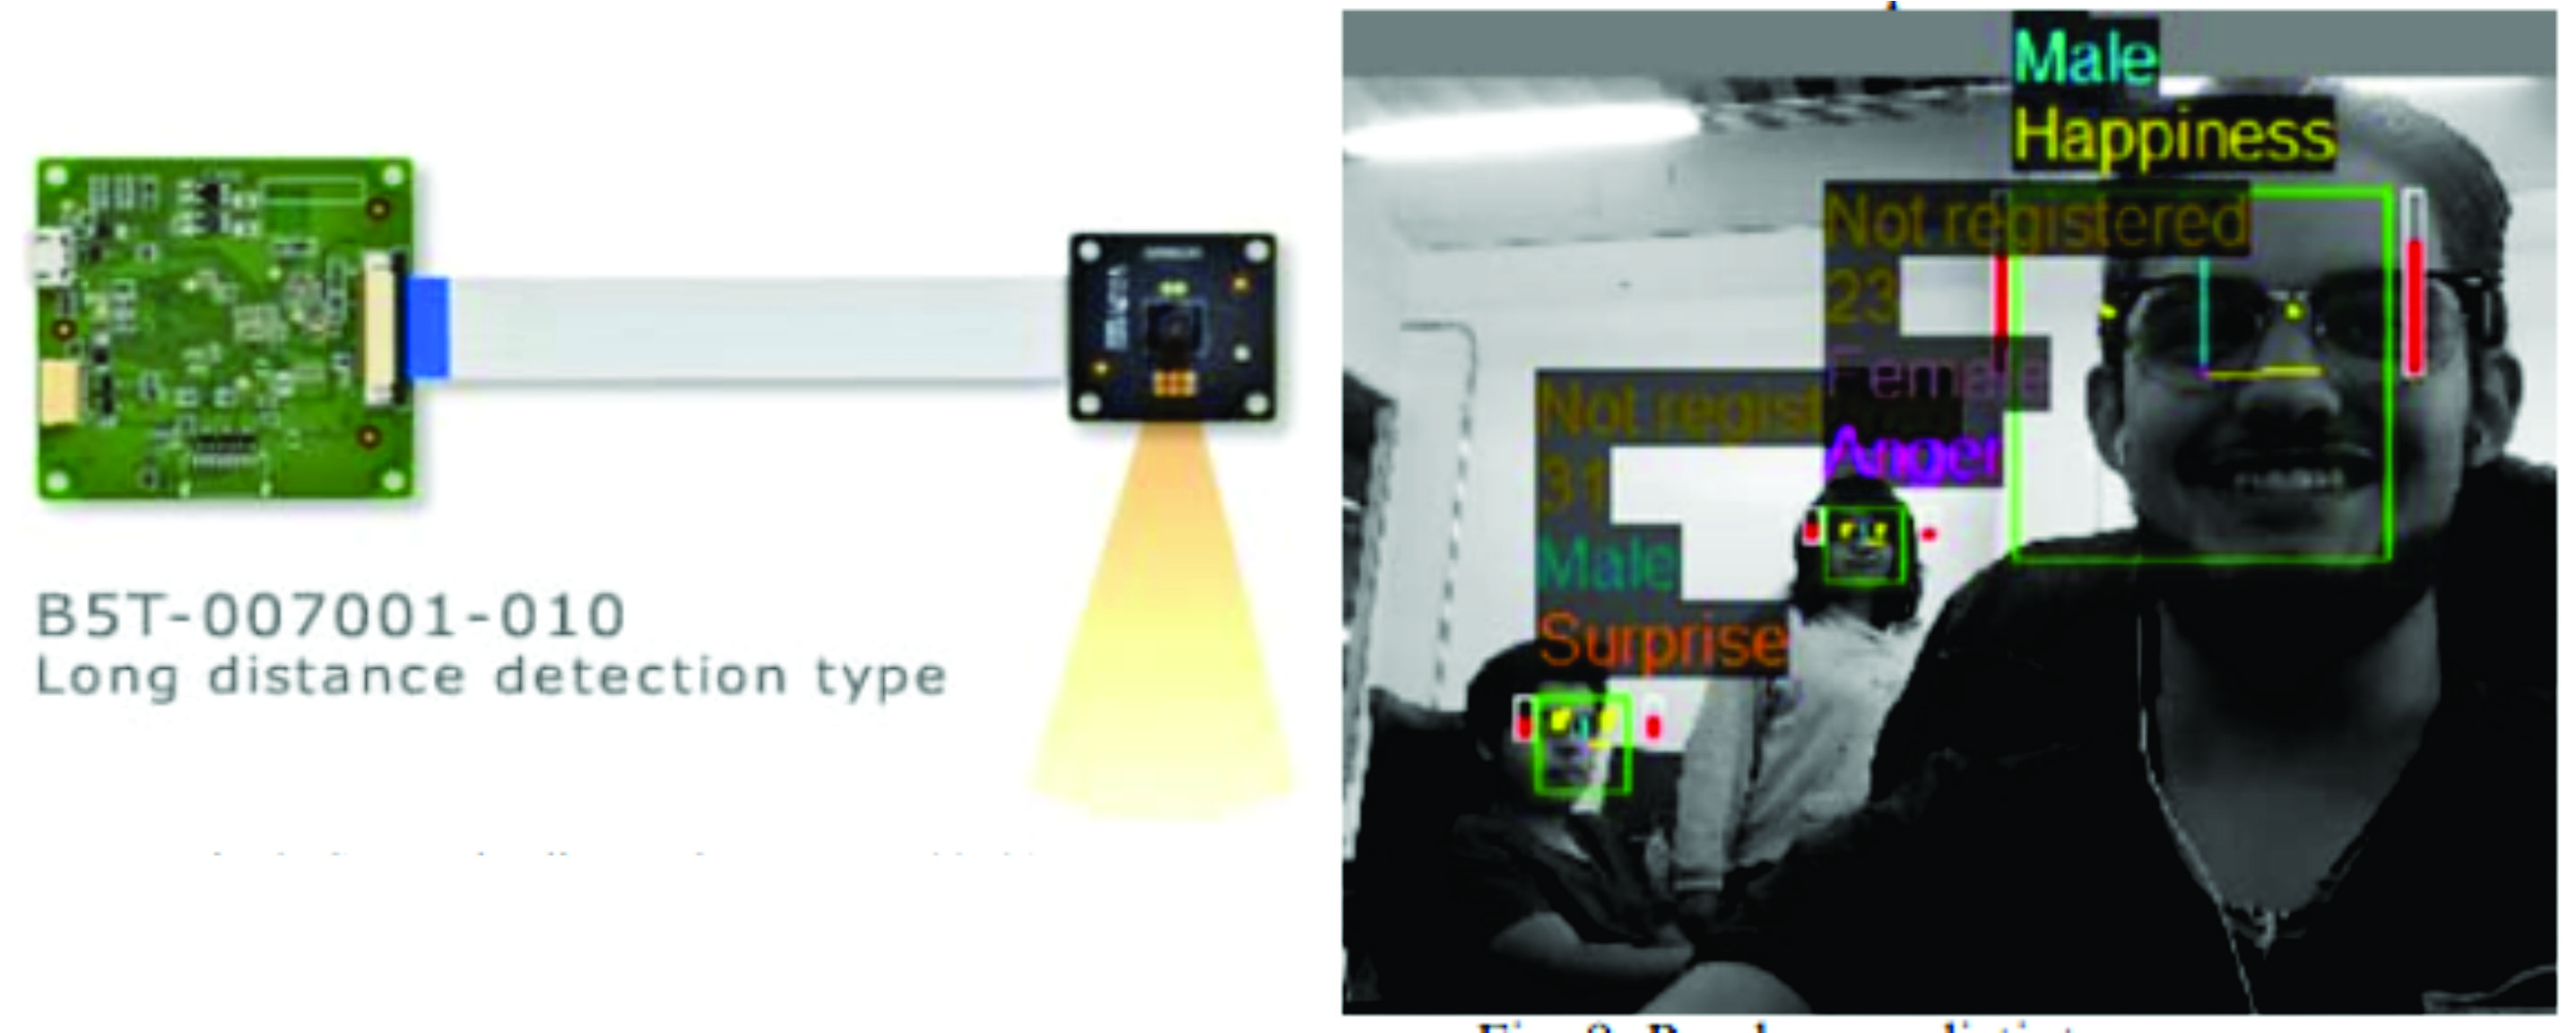 B5T-007001-010
Long distance detection type
Male
Happiness
Not registered
23
Female
Anger
Not regist
31
Male
Surprise